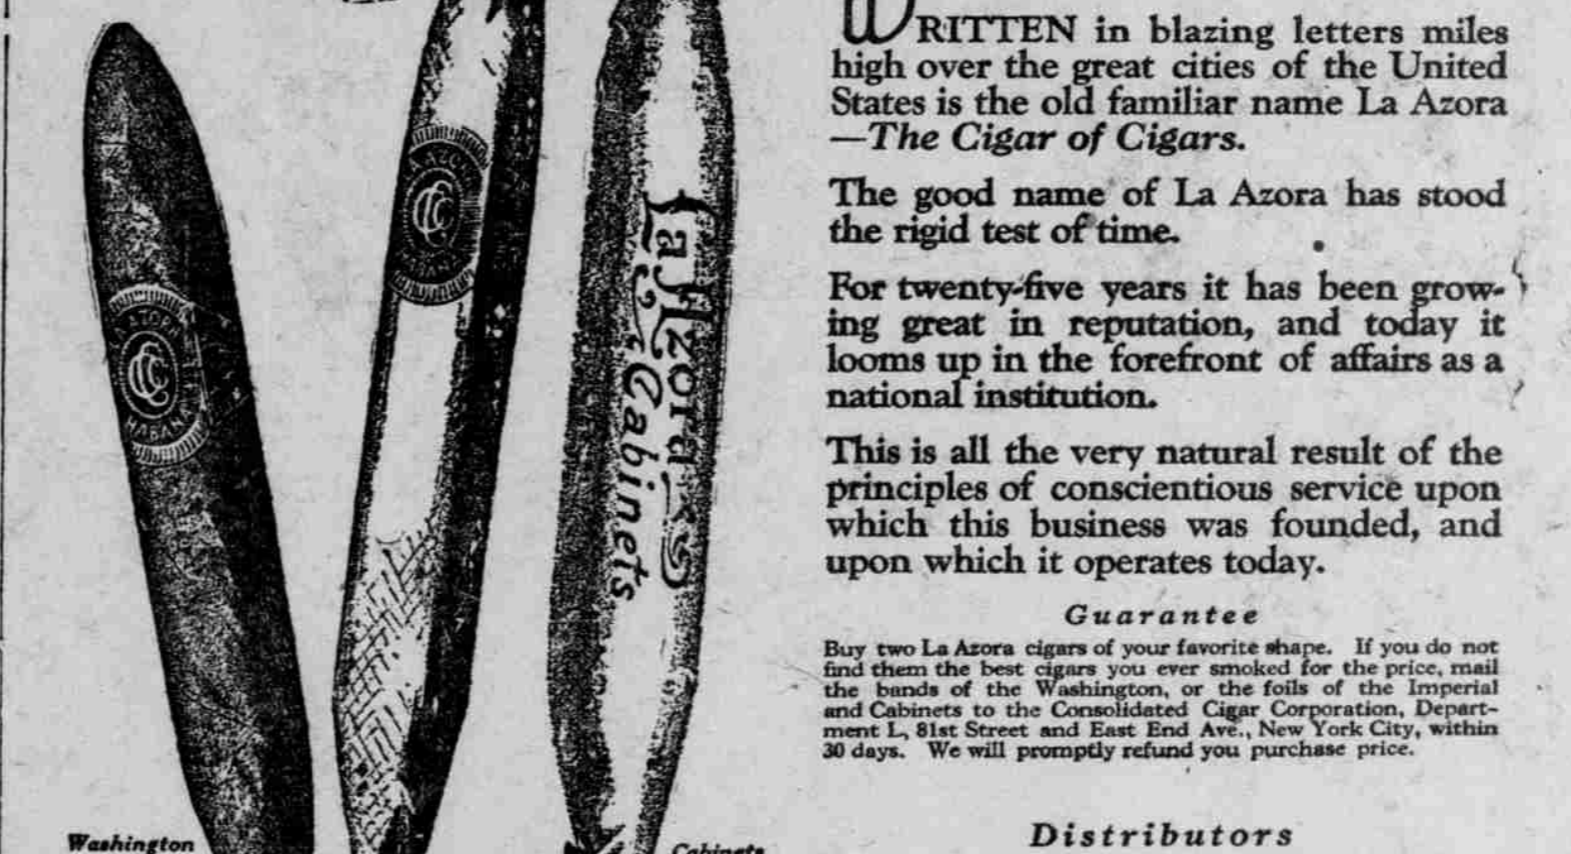 WRITTEN in blazing letters miles
high over the great cities of the United
States is the old familiar name La Azora
—The Cigar of Cigars.
The good name of La Azora has stood
the rigid test of time.
For twenty-five years it has been grow-
ing great in reputation, and today it
looms up in the forefront of affairs as a
national institution.
This is all the very natural result of the
principles of conscientious service upon
which this business was founded, and
upon which it operates today.
Guarantee
Buy two La Azora cigars of your favorite shape. If you do not
find them the best cigars you ever smoked for the price, mail
the bands of the Washington, or the foils of the Imperial
and Cabinets to the Consolidated Cigar Corporation, Depart-
ment L, 81st Street and East End Ave., New York City, within
30 days. We will promptly refund you purchase price.
Distributors
LA AZORA
CCC
HABANA
LA AZORA
CCC
HABANA
La Azora
Cabinets
Washington
Cabinets